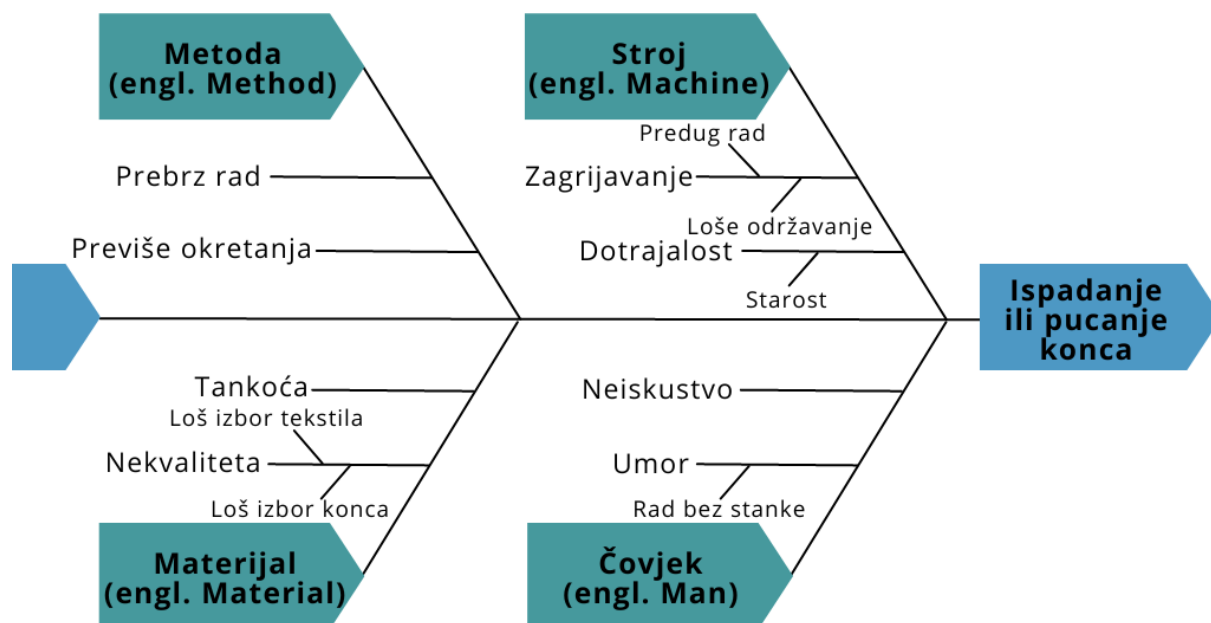 Metoda
(engl. Method)
Prebrz rad
Previše okretanja
Stroj
(engl. Machine)
Predug rad
Zagrijavanje
Loše održavanje
Dotrajalost
Starost
Ispadanje
ili pucanje
konca
Tankoća
Loš izbor tekstila
Nekvaliteta
Loš izbor konca
Materijal
(engl. Material)
Neiskustvo
Umor
Rad bez stanke
Čovjek
(engl. Man)